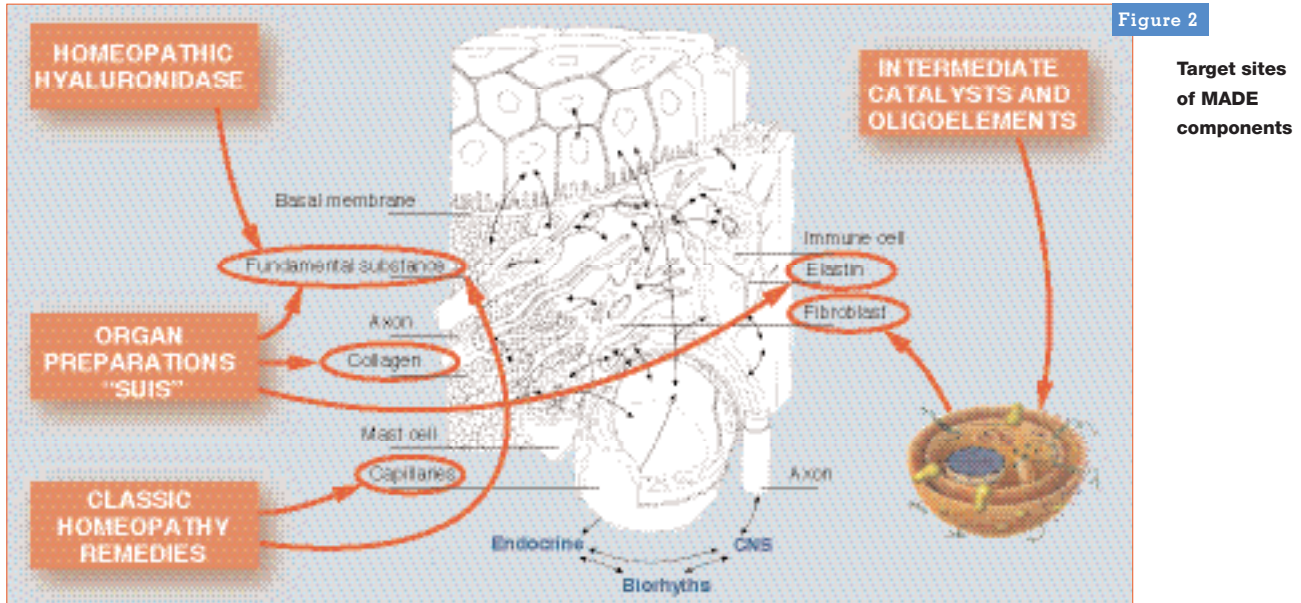 Figure 2
Target sites
of MADE
components
HOMEOPATHIC
HYALURONIDASE
INTERMEDIATE
CATALYSTS AND
OLIGOELEMENTS
Basal membrane
Fundamental substance
Immune cell
Elastin
Axon
Fibroblast
ORGAN
PREPARATIONS
"SUIS"
Collagen
Mast cell
Capillaries
Axon
CLASSIC
HOMEOPATHY
REMEDIES
Endocrine
CNS
Biorhyths